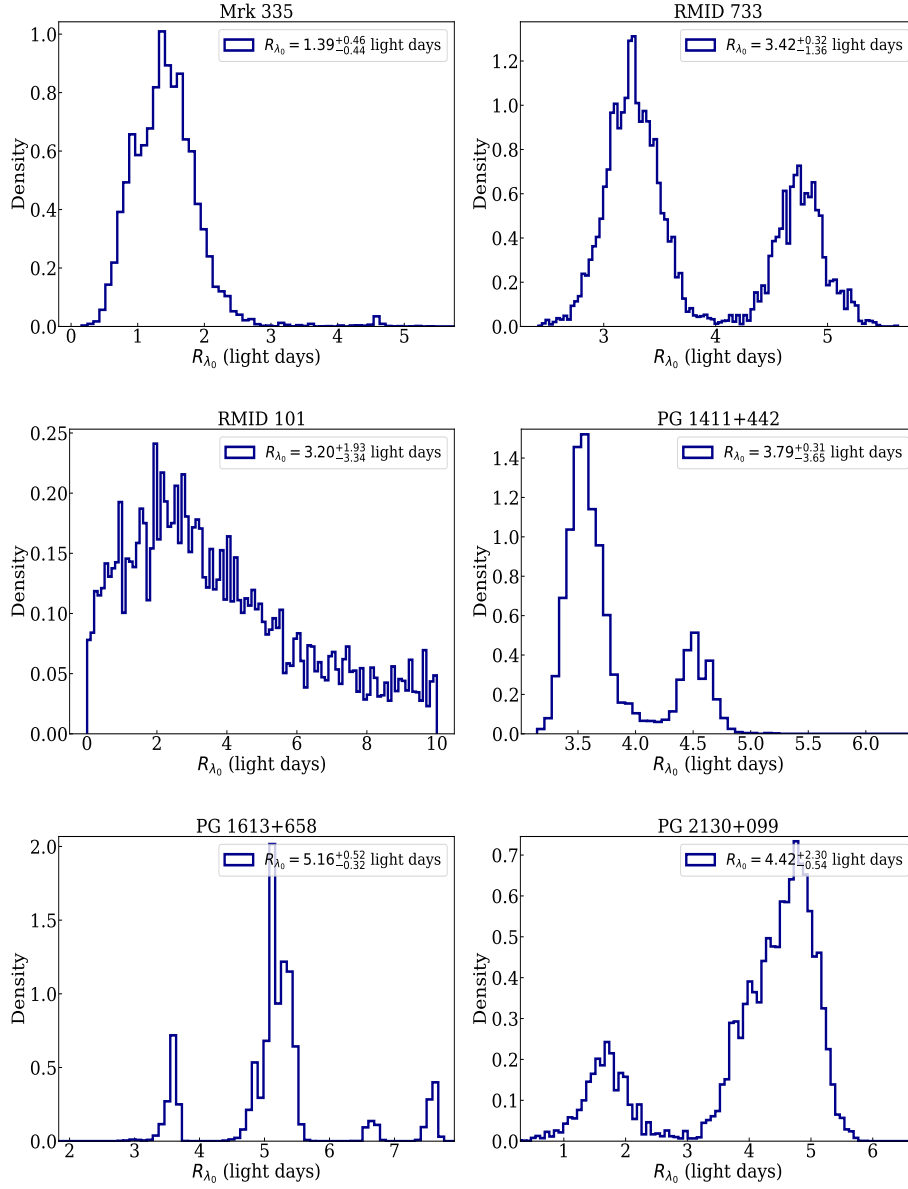 Mrk 335
R_λ₀ = 1.39 +0.46 −0.44 light days
Density
1.0
0.8
0.6
0.4
0.2
0.0
0 1 2 3 4 5
R_λ₀ (light days)
RMID 733
R_λ₀ = 3.42 +0.32 −1.36 light days
Density
1.2
1.0
0.8
0.6
0.4
0.2
0.0
3 4 5
R_λ₀ (light days)
RMID 101
R_λ₀ = 3.20 +1.93 −3.34 light days
Density
0.25
0.20
0.15
0.10
0.05
0.00
0 2 4 6 8 10
R_λ₀ (light days)
PG 1411+442
R_λ₀ = 3.79 +0.31 −3.65 light days
Density
1.4
1.2
1.0
0.8
0.6
0.4
0.2
0.0
3.5 4.0 4.5 5.0 5.5 6.0
R_λ₀ (light days)
PG 1613+658
R_λ₀ = 5.16 +0.52 −0.32 light days
Density
2.0
1.5
1.0
0.5
0.0
2 3 4 5 6 7
R_λ₀ (light days)
PG 2130+099
R_λ₀ = 4.42 +2.30 −0.54 light days
Density
0.7
0.6
0.5
0.4
0.3
0.2
0.1
0.0
1 2 3 4 5 6
R_λ₀ (light days)